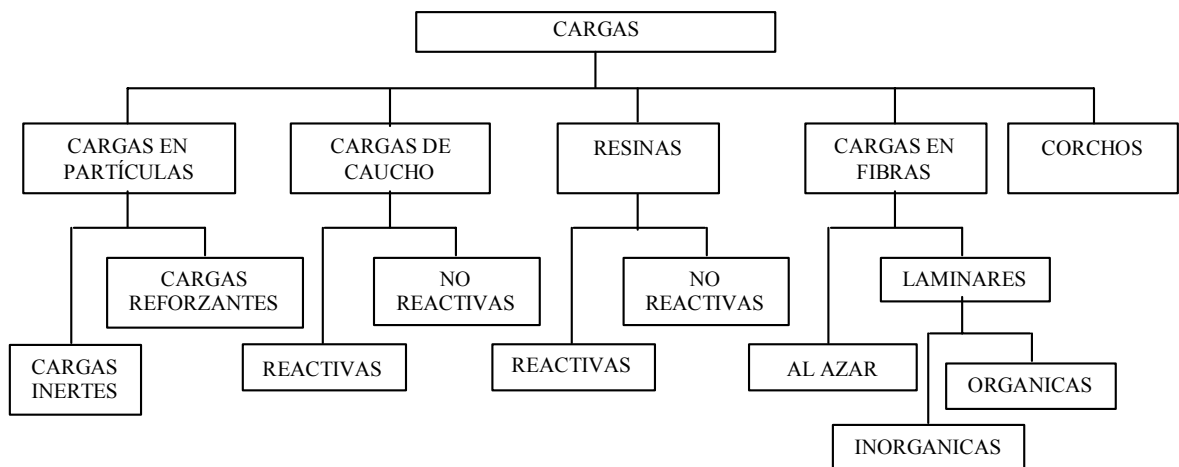 CARGAS
CARGAS EN
PARTÍCULAS
CARGAS DE
CAUCHO
RESINAS
CARGAS EN
FIBRAS
CORCHOS
CARGAS
REFORZANTES
NO
REACTIVAS
NO
REACTIVAS
LAMINARES
CARGAS
INERTES
REACTIVAS
REACTIVAS
AL AZAR
ORGANICAS
INORGANICAS